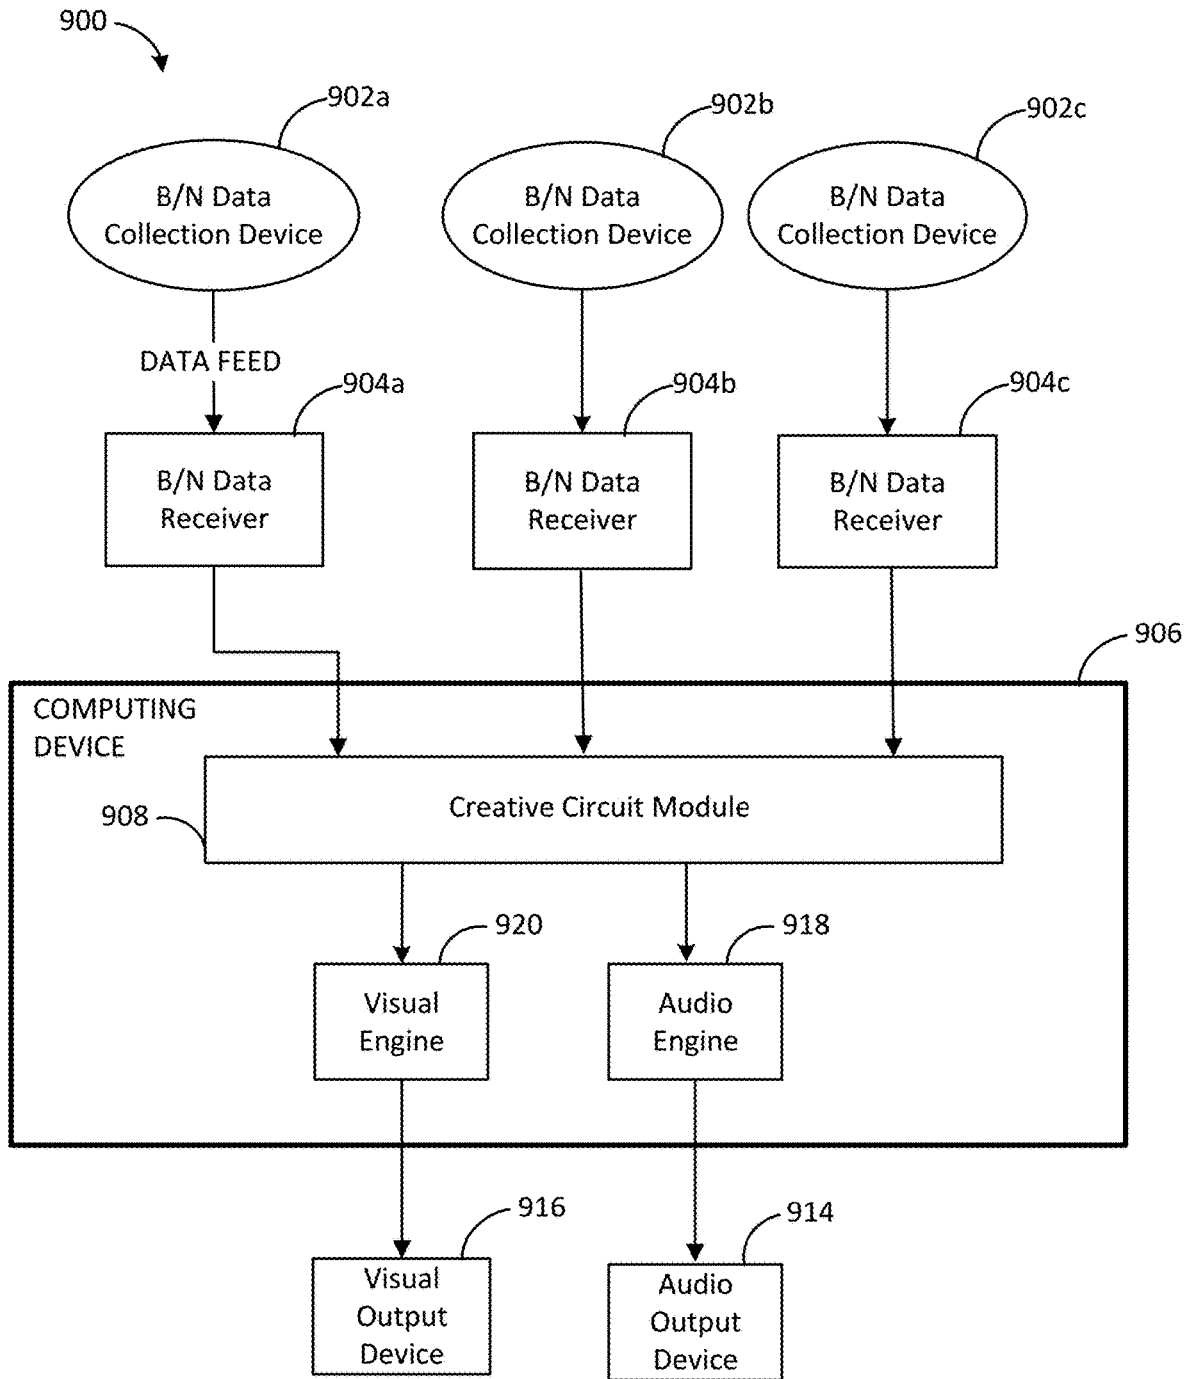 900
902a
902b
902c
B/N Data
Collection Device
B/N Data
Collection Device
B/N Data
Collection Device
DATA FEED
904a
904b
904c
B/N Data
Receiver
B/N Data
Receiver
B/N Data
Receiver
906
COMPUTING
DEVICE
908
Creative Circuit Module
920
918
Visual
Engine
Audio
Engine
916
914
Visual
Output
Device
Audio
Output
Device